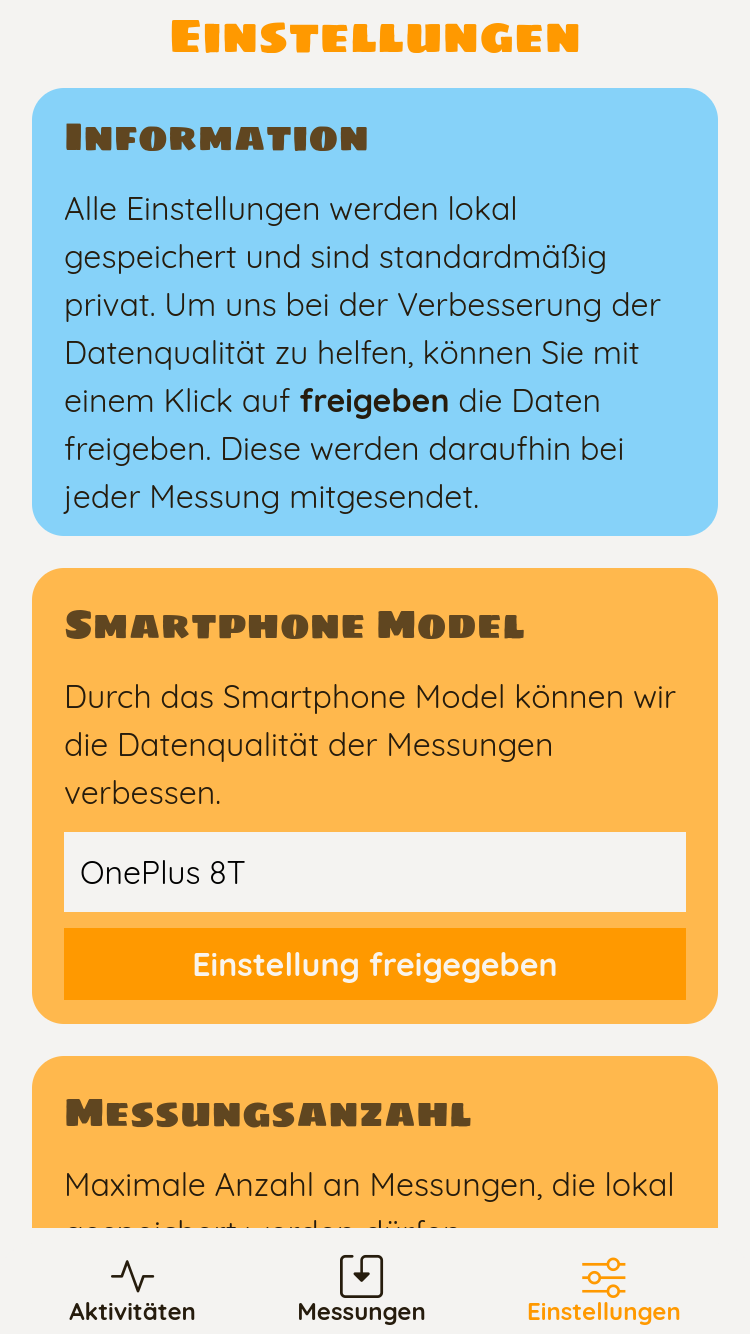 Einstellungen
Information
Alle Einstellungen werden lokal
gespeichert und sind standardmäßig
privat. Um uns bei der Verbesserung der
Datenqualität zu helfen, können Sie mit
einem Klick auf freigeben die Daten
freigeben. Diese werden daraufhin bei
jeder Messung mitgesendet.
Smartphone Model
Durch das Smartphone Model können wir
die Datenqualität der Messungen
verbessen.
OnePlus 8T
Einstellung freigegeben
Messungsanzahl
Maximale Anzahl an Messungen, die lokal
gespeichert werden dürfen
Aktivitäten
Messungen
Einstellungen